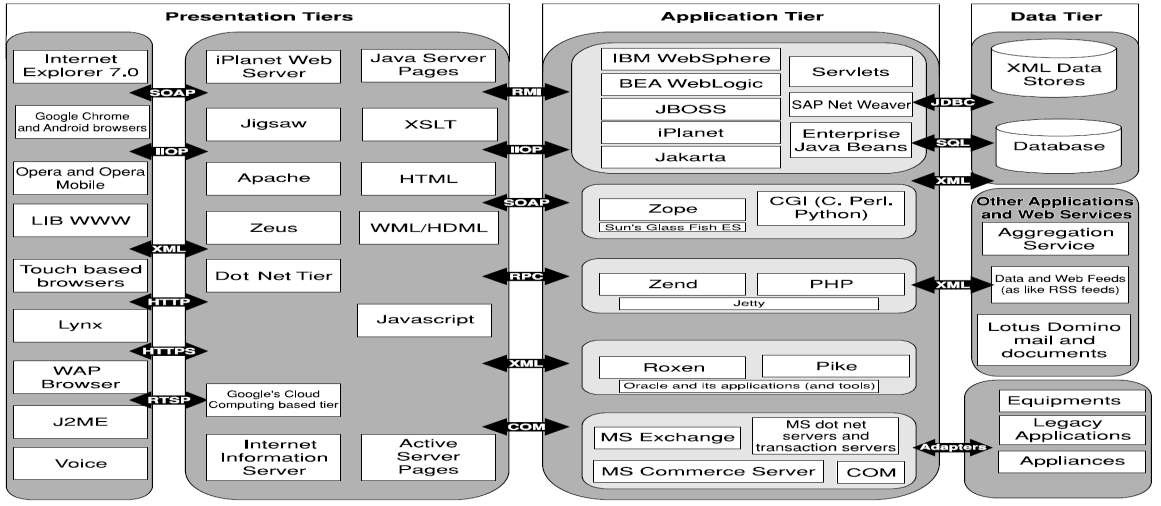 Presentation Tiers
Application Tier
Data Tier
Internet
Explorer 7.0
Google Chrome
and Android browsers
Opera and Opera
Mobile
LIB WWW
Touch based
browsers
Lynx
WAP
Browser
J2ME
Voice
SOAP
IIOP
XML
HTTP
HTTPS
RTSP
iPlanet Web
Server
Jigsaw
Apache
Zeus
Dot Net Tier
Google's Cloud
Computing based tier
Internet
Information
Server
Java Server
Pages
XSLT
HTML
WML/HDML
Javascript
Active
Server
Pages
RMI
IIOP
SOAP
RPC
XML
COM
IBM WebSphere
BEA WebLogic
JBOSS
iPlanet
Jakarta
Servlets
SAP Net Weaver
Enterprise
Java Beans
Zope
Sun's Glass Fish ES
CGI (C. Perl.
Python)
Zend
PHP
Jetty
Roxen
Pike
Oracle and its applications (and tools)
MS Exchange
MS dot net
servers and
transaction servers
MS Commerce Server
COM
JDBC
SQL
XML
XML
Adapters
XML Data
Stores
Database
Other Applications
and Web Services
Aggregation
Service
Data and Web Feeds
(as like RSS feeds)
Lotus Domino
mail and
documents
Equipments
Legacy
Applications
Appliances